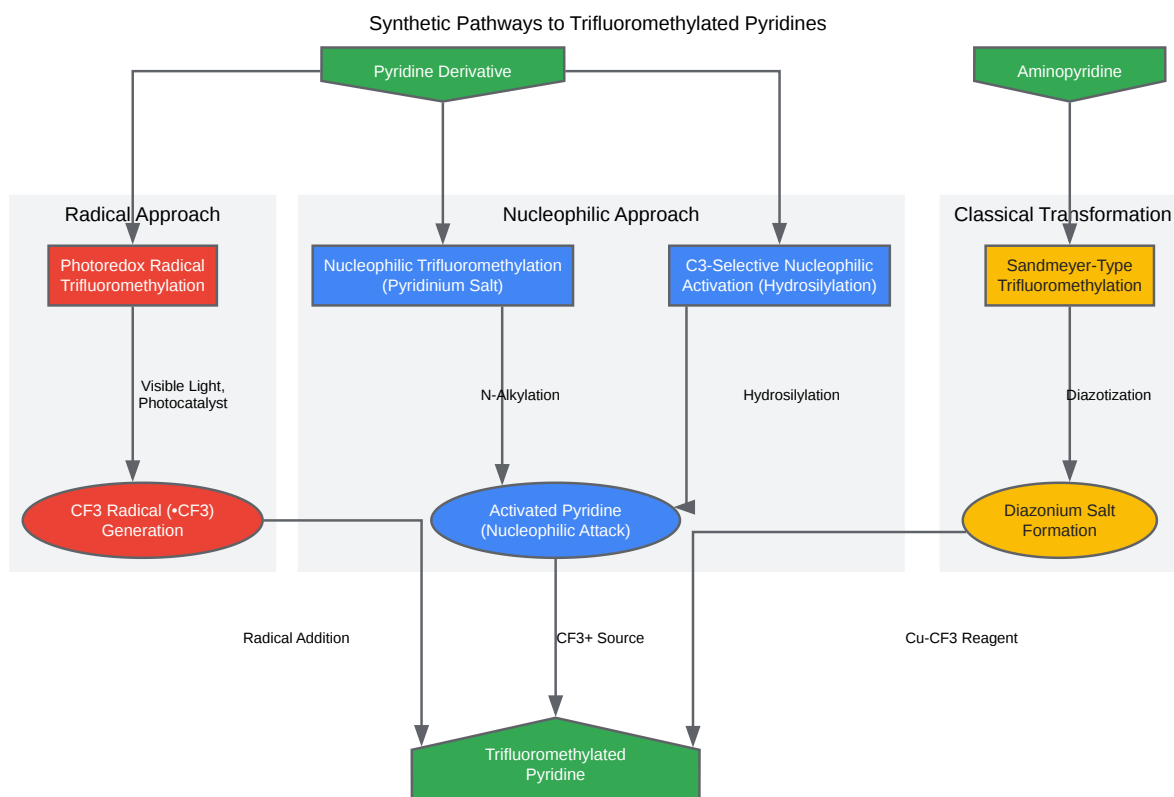 Synthetic Pathways to Trifluoromethylated Pyridines
Pyridine Derivative
Aminopyridine
Radical Approach
Nucleophilic Approach
Classical Transformation
Photoredox Radical
Trifluoromethylation
Nucleophilic Trifluoromethylation
(Pyridinium Salt)
C3-Selective Nucleophilic
Activation (Hydrosilylation)
Sandmeyer-Type
Trifluoromethylation
Visible Light,
Photocatalyst
N-Alkylation
Hydrosilylation
Diazotization
CF3 Radical (•CF3)
Generation
Activated Pyridine
(Nucleophilic Attack)
Diazonium Salt
Formation
Radical Addition
CF3+ Source
Cu-CF3 Reagent
Trifluoromethylated
Pyridine